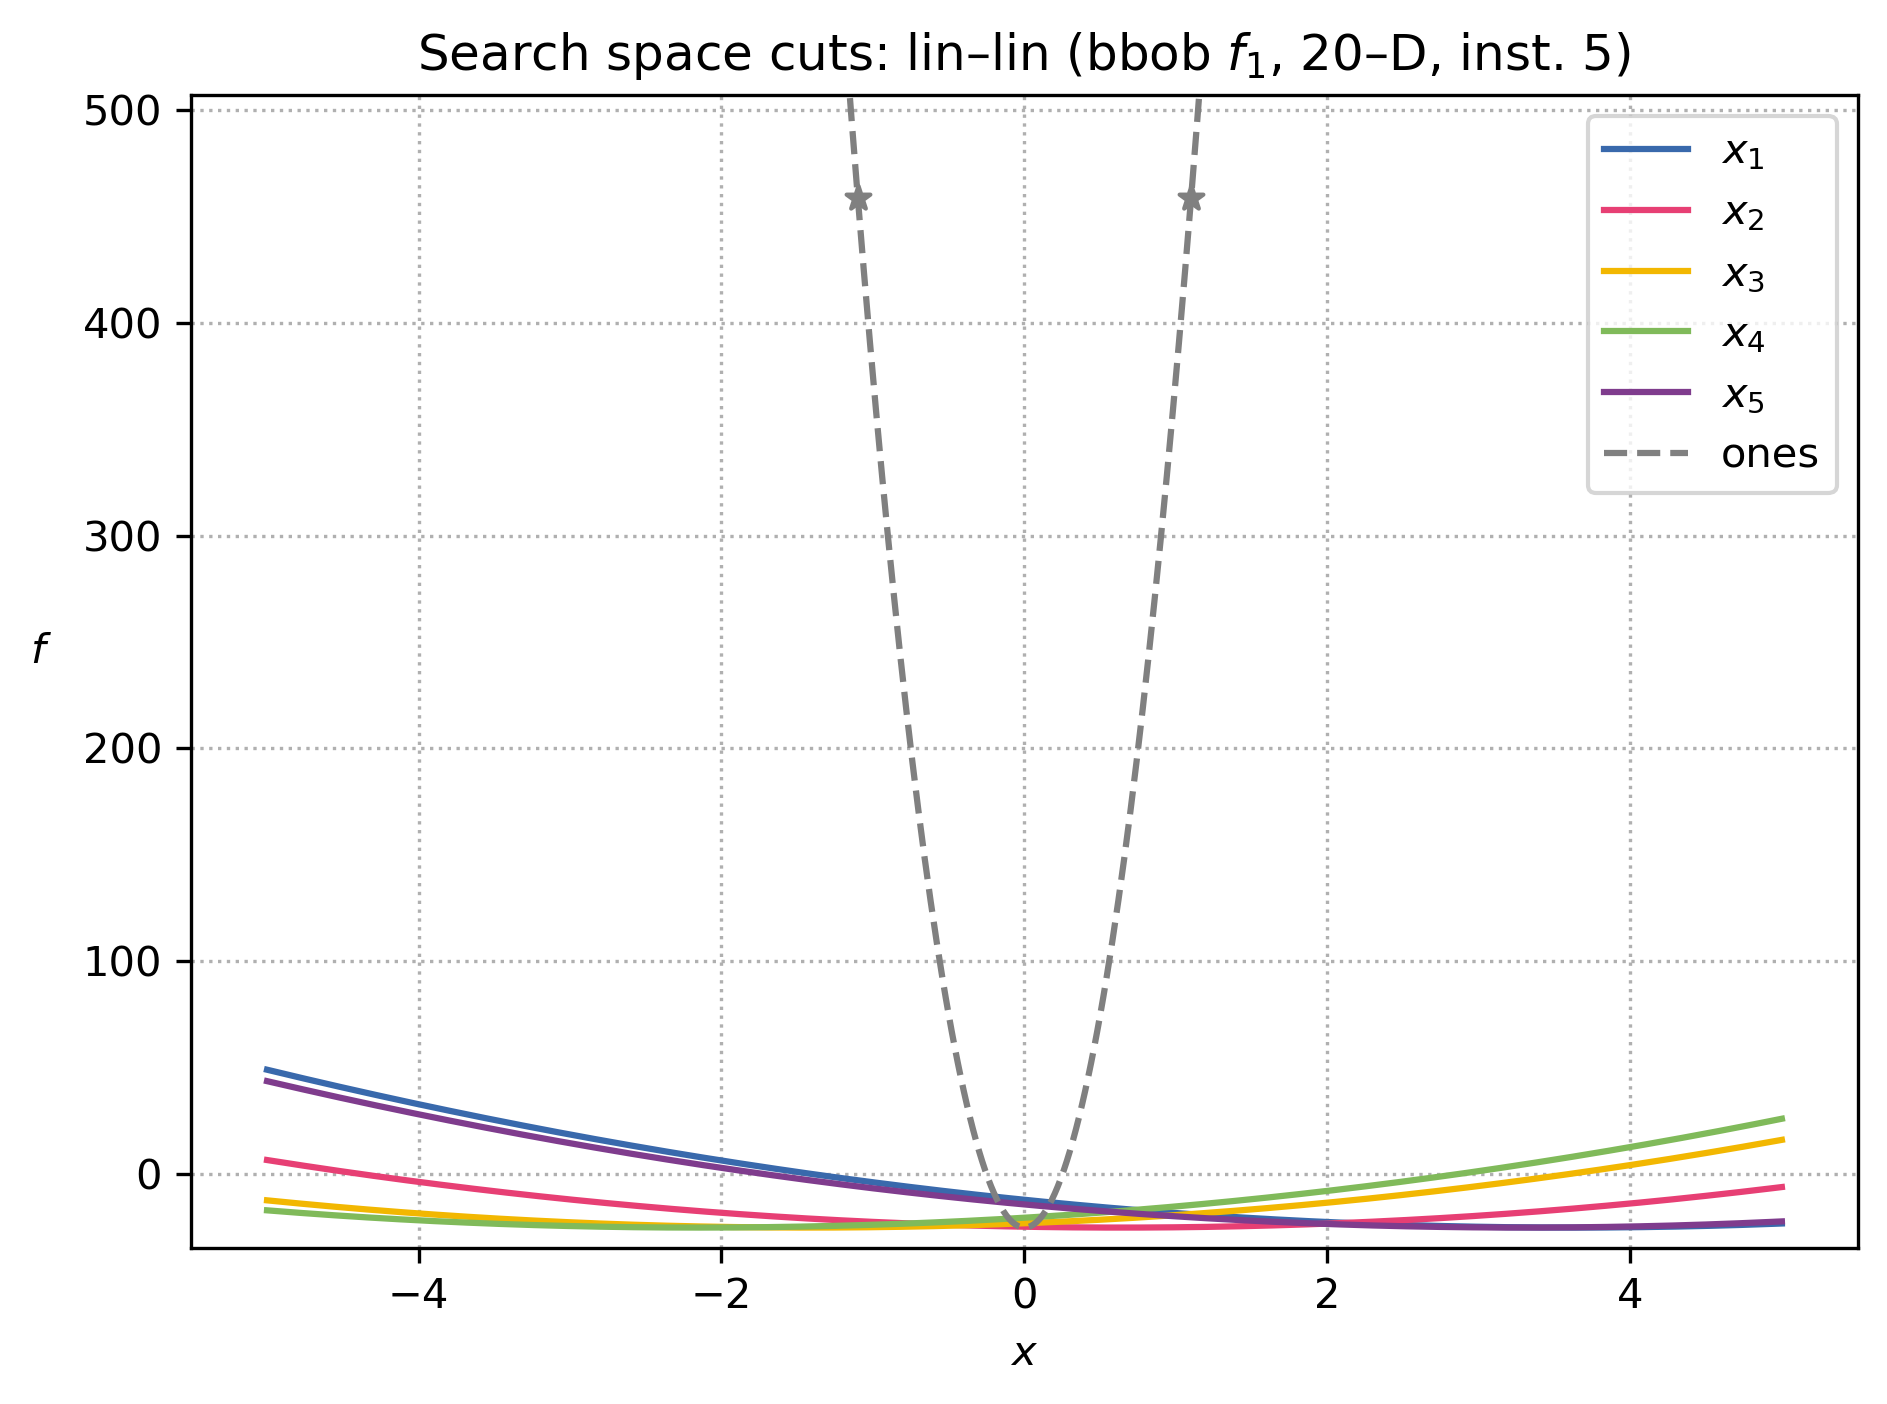 Search space cuts: lin–lin (bbob f₁, 20–D, inst. 5)
500
400
300
200
100
0
f
−4
−2
0
2
4
x
x₁
x₂
x₃
x₄
x₅
ones